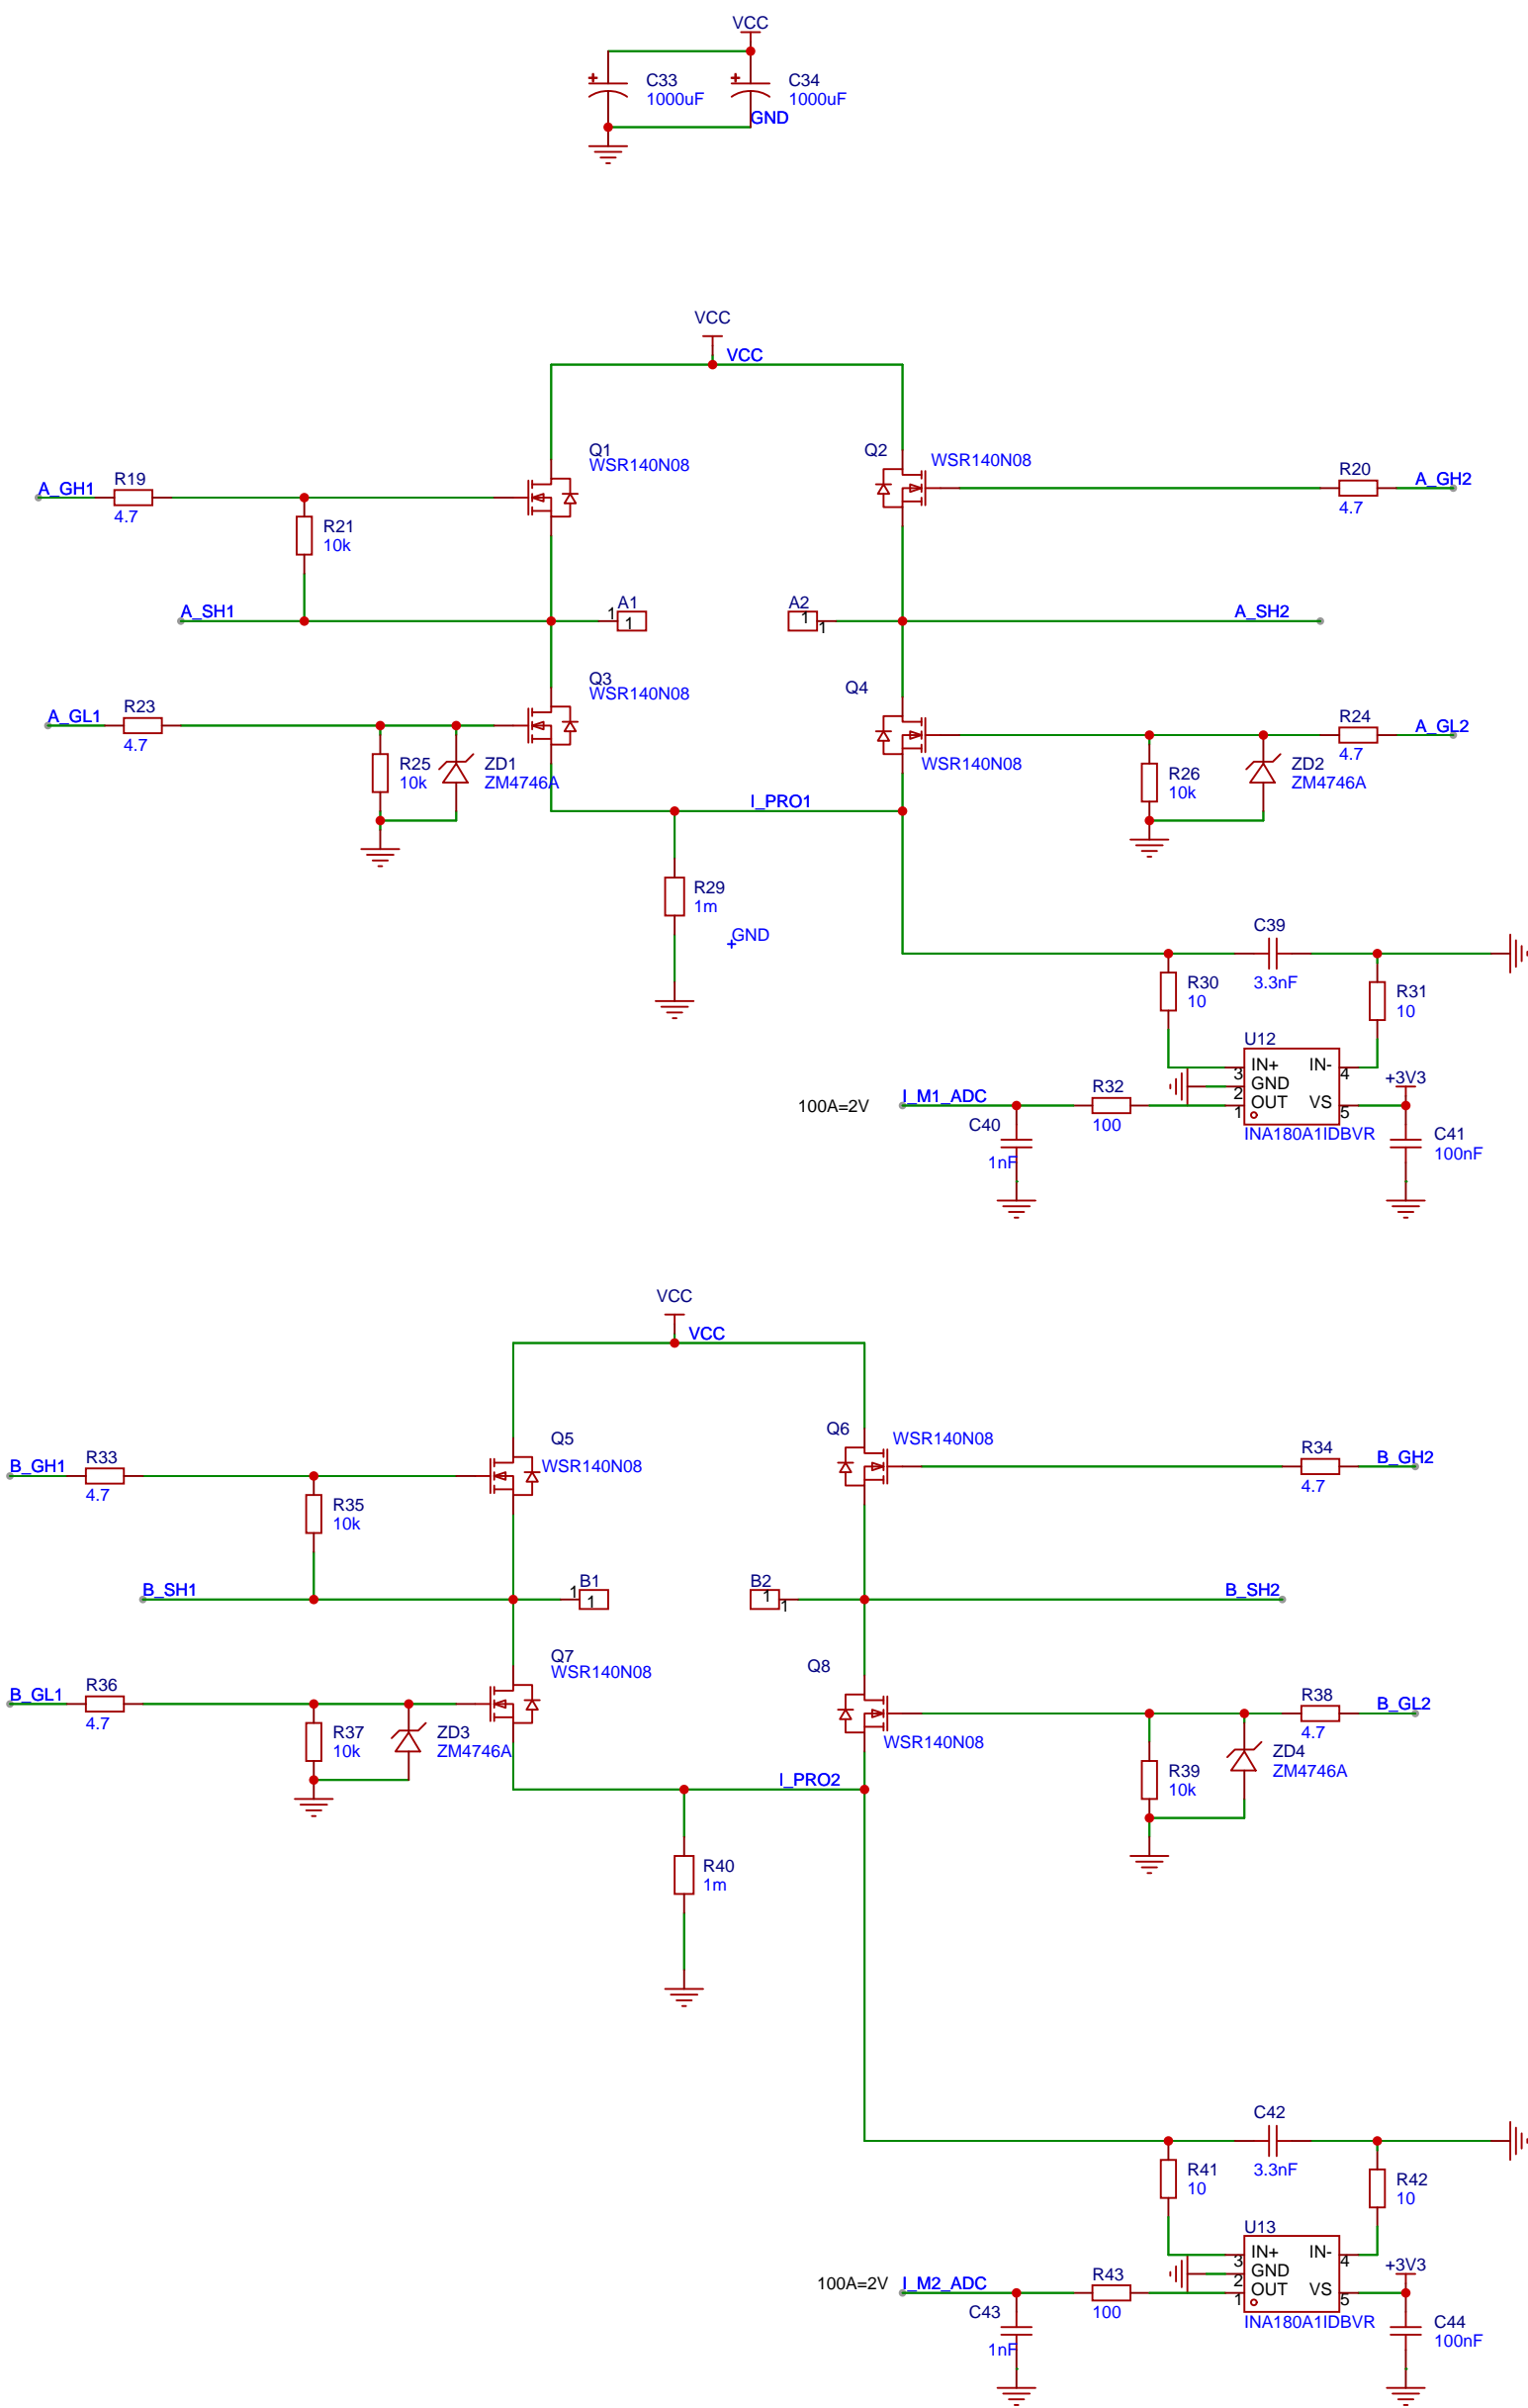 VCC
C33
1000uF
C34
1000uF
GND
VCC
VCC
Q1
WSR140N08
Q2
WSR140N08
A_GH1
R19
4.7
R20
4.7
A_GH2
R21
10k
A_SH1
1
A1
1
A2
1
1
A_SH2
Q3
WSR140N08
Q4
WSR140N08
A_GL1
R23
4.7
R24
4.7
A_GL2
R25
10k
ZD1
ZM4746A
R26
10k
ZD2
ZM4746A
I_PRO1
R29
1m
GND
C39
3.3nF
R30
10
R31
10
U12
IN+
IN-
3
4
GND
2
OUT
VS
1
5
INA180A1IDBVR
+3V3
100A=2V
I_M1_ADC
R32
100
C40
1nF
C41
100nF
VCC
VCC
Q5
WSR140N08
Q6
WSR140N08
B_GH1
R33
4.7
R34
4.7
B_GH2
R35
10k
B_SH1
1
B1
1
B2
1
1
B_SH2
Q7
WSR140N08
Q8
WSR140N08
B_GL1
R36
4.7
R38
4.7
B_GL2
R37
10k
ZD3
ZM4746A
R39
10k
ZD4
ZM4746A
I_PRO2
R40
1m
C42
3.3nF
R41
10
R42
10
U13
IN+
IN-
3
4
GND
2
OUT
VS
1
5
INA180A1IDBVR
+3V3
100A=2V
I_M2_ADC
R43
100
C43
1nF
C44
100nF